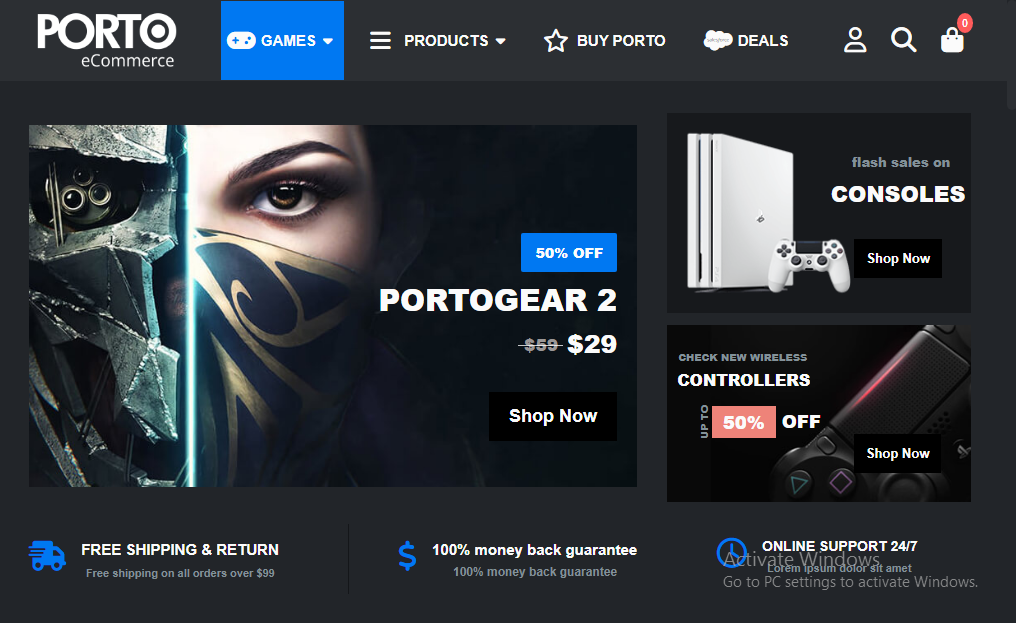 PORTO
eCommerce
GAMES
PRODUCTS
BUY PORTO
salesforce
DEALS
0
50% OFF
PORTOGEAR 2
$59 $29
Shop Now
flash sales on
CONSOLES
Shop Now
CHECK NEW WIRELESS
CONTROLLERS
UP TO
50% OFF
Shop Now
FREE SHIPPING & RETURN
Free shipping on all orders over $99
100% money back guarantee
100% money back guarantee
ONLINE SUPPORT 24/7
Lorem ipsum dolor sit amet
Activate Windows
Go to PC settings to activate Windows.